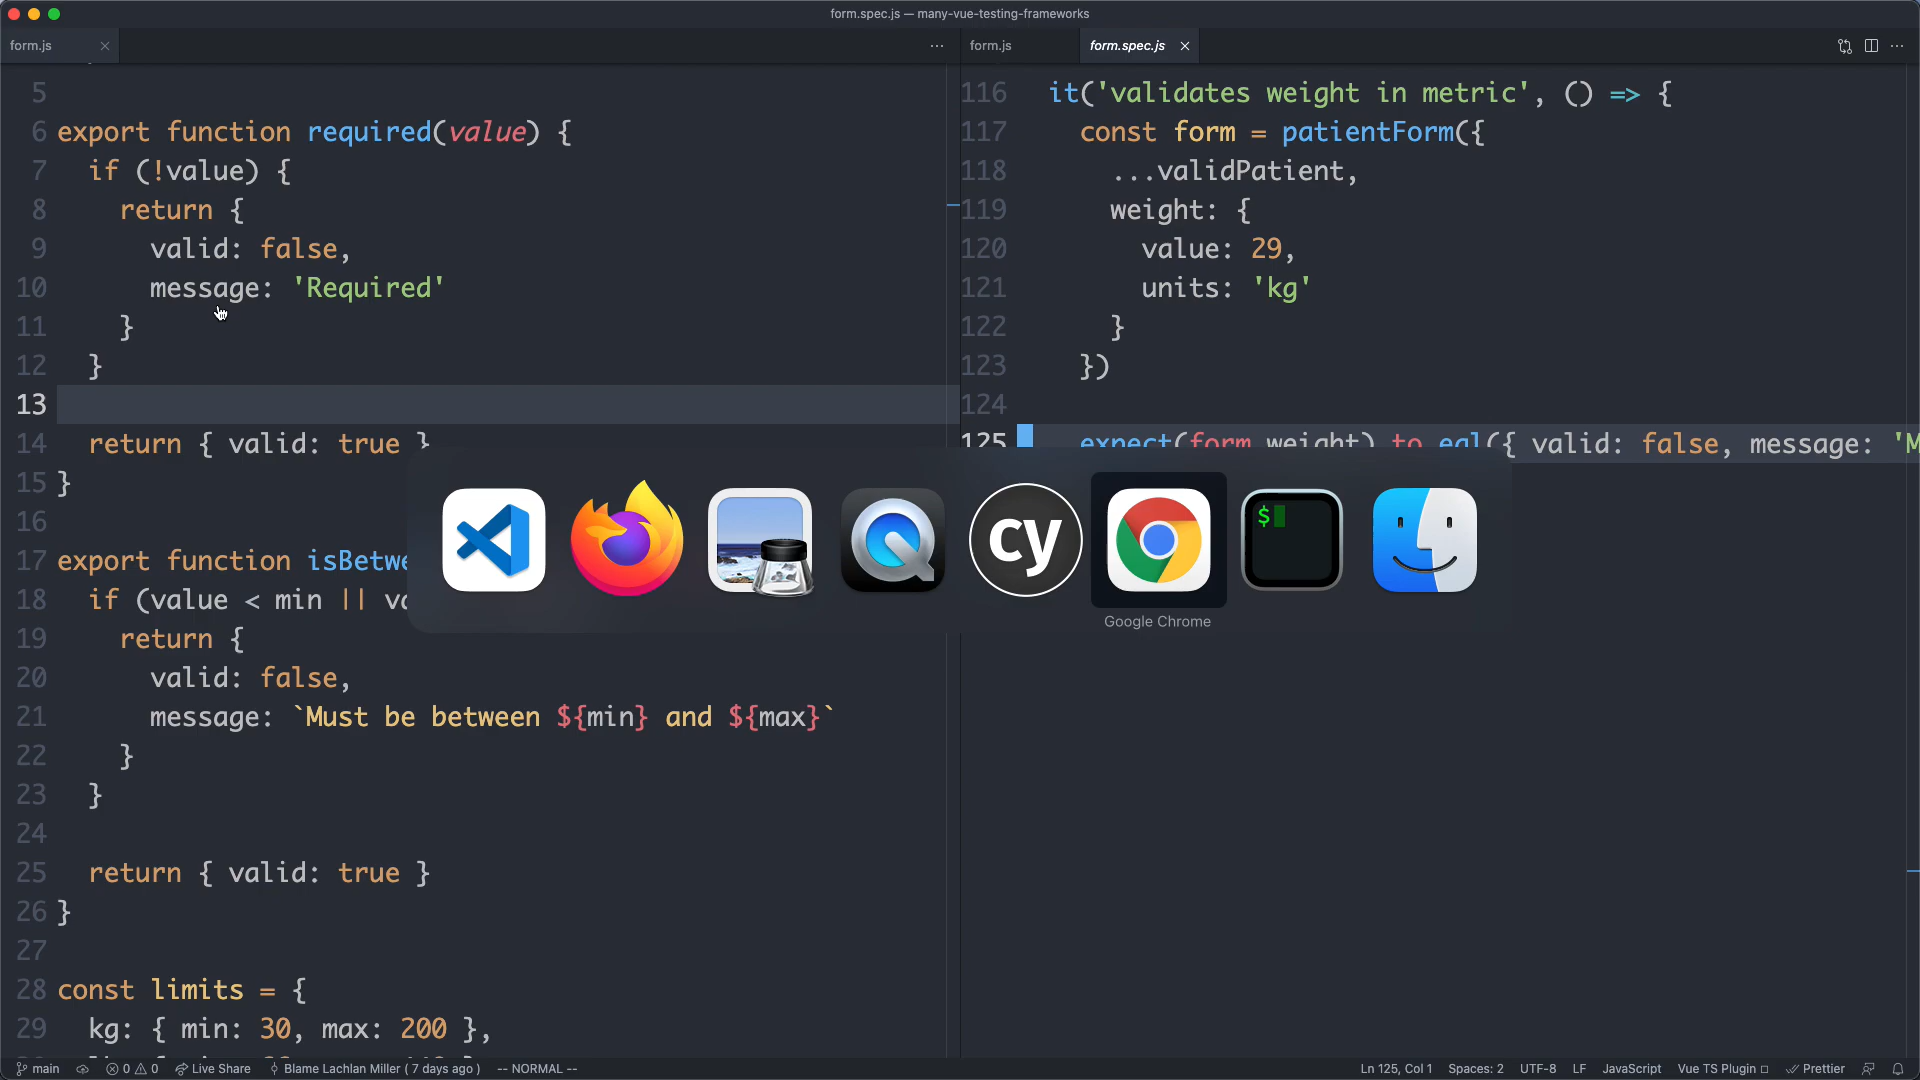 form.spec.js — many-vue-testing-frameworks
form.js
form.js
form.spec.js
5
6 export function required(value) {
7 if (!value) {
8 return {
9 valid: false,
10 message: 'Required'
11 }
12 }
13
14 return { valid: true }
15 }
16
17 export function isBetwe
18 if (value < min || va
19 return {
20 valid: false,
21 message: `Must be between ${min} and ${max}`
22 }
23 }
24
25 return { valid: true }
26 }
27
28 const limits = {
29 kg: { min: 30, max: 200 },
116 it('validates weight in metric', () => {
117 const form = patientForm({
118 ...validPatient,
119 weight: {
120 value: 29,
121 units: 'kg'
122 }
123 })
124
125 expect(form.weight).to.eql({ valid: false, message: 'M
cy
$
Google Chrome
main
0
0
Live Share
Blame Lachlan Miller ( 7 days ago )
-- NORMAL --
Ln 125, Col 1
Spaces: 2
UTF-8
LF
JavaScript
Vue TS Plugin
Prettier